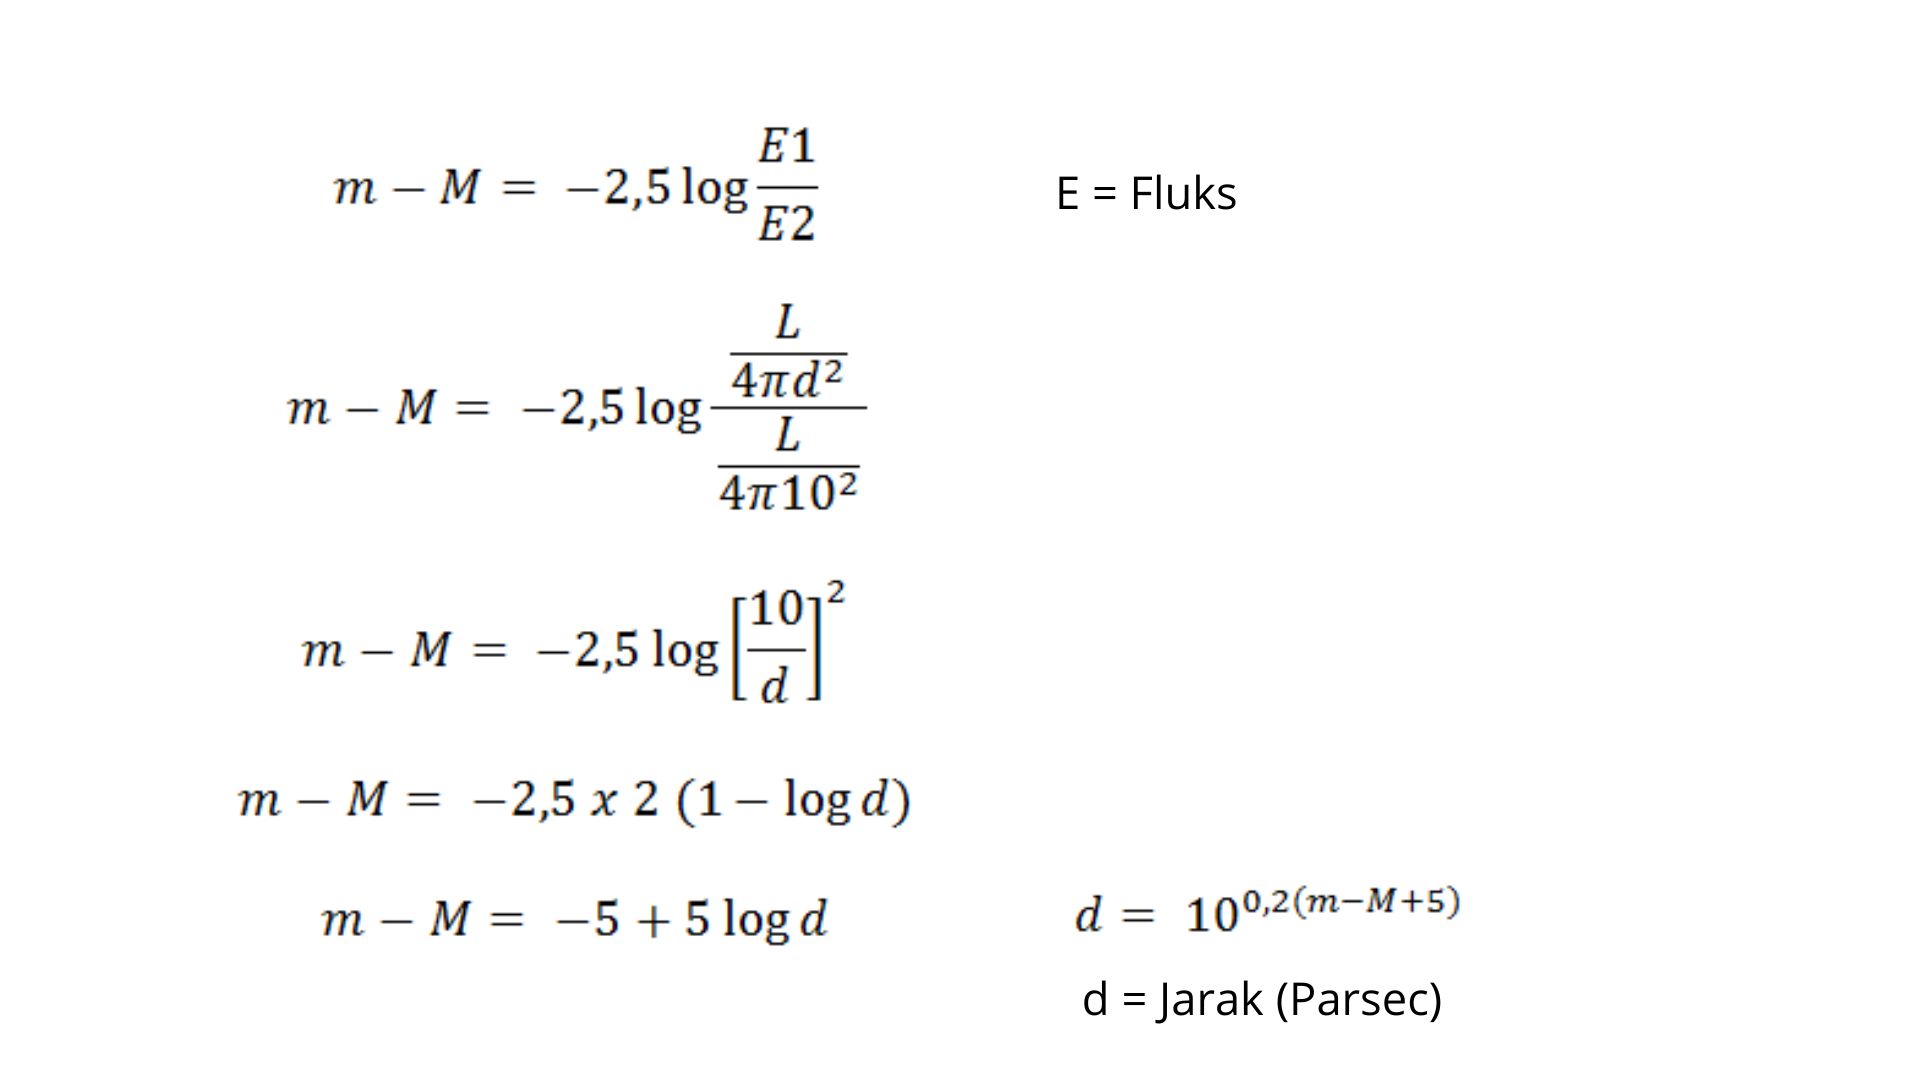 m − M = −2,5 log E1/E2
E = Fluks
m − M = −2,5 log (L/4πd²)/(L/4π10²)
m − M = −2,5 log [10/d]²
m − M = −2,5 x 2 (1 − log d)
m − M = −5 + 5 log d
d = 10^0,2(m−M+5)
d = Jarak (Parsec)